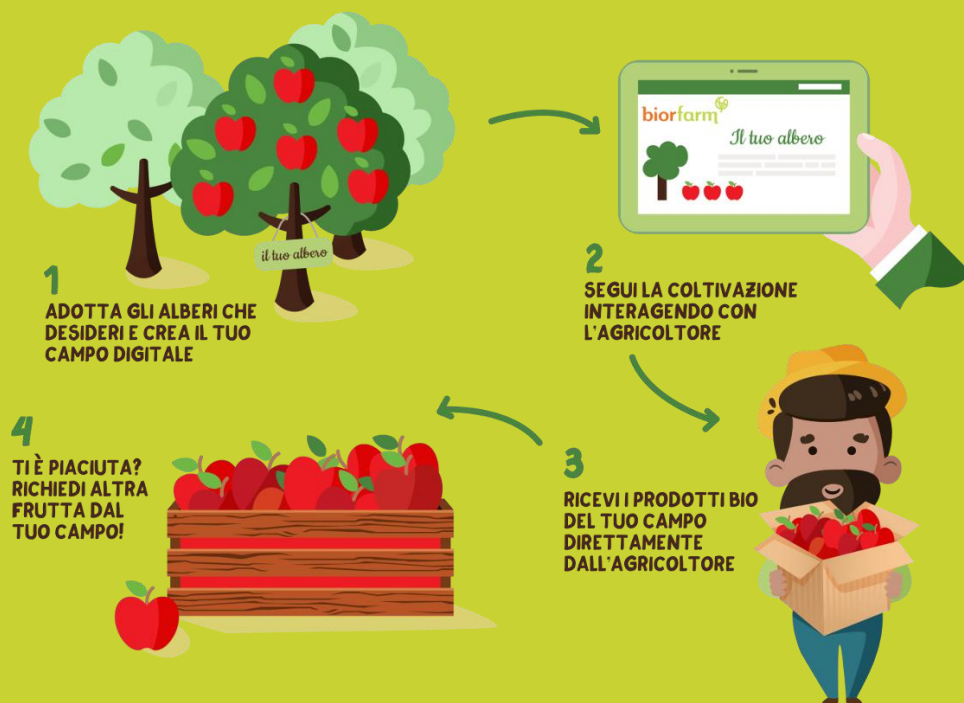 il tuo albero
1
ADOTTA GLI ALBERI CHE
DESIDERI E CREA IL TUO
CAMPO DIGITALE
biorfarm
Il tuo albero
2
SEGUI LA COLTIVAZIONE
INTERAGENDO CON
L'AGRICOLTORE
3
RICEVI I PRODOTTI BIO
DEL TUO CAMPO
DIRETTAMENTE
DALL'AGRICOLTORE
4
TI È PIACIUTA?
RICHIEDI ALTRA
FRUTTA DAL
TUO CAMPO!